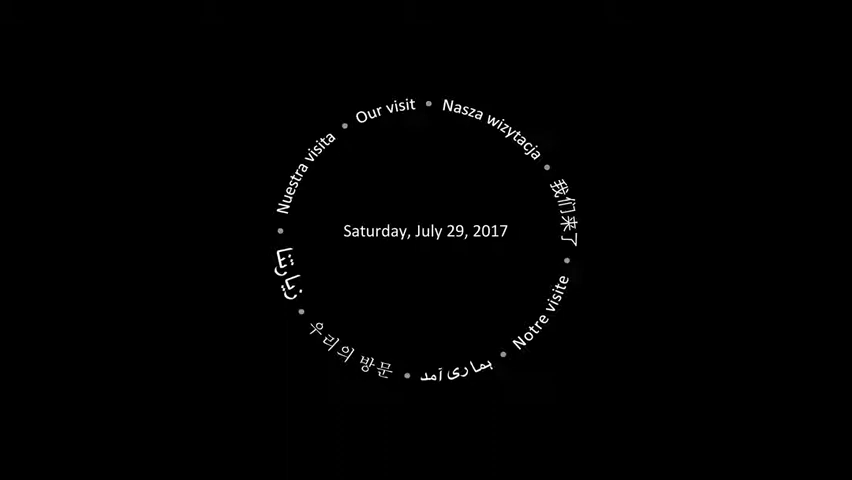 Our visit
Nasza wizytacja
我们来了
Notre visite
بماری آمد
우리의 방문
زيارتنا
Nuestra visita
Saturday, July 29, 2017